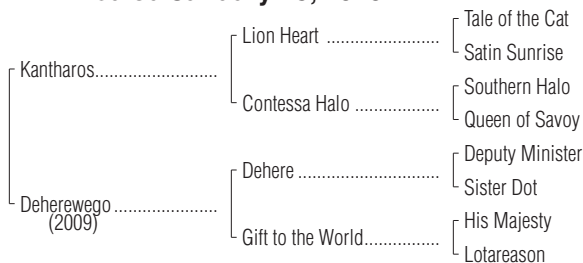 Kantharos
Deherewego
(2009)
Lion Heart
Contessa Halo
Dehere
Gift to the World
Tale of the Cat
Satin Sunrise
Southern Halo
Queen of Savoy
Deputy Minister
Sister Dot
His Majesty
Lotareason